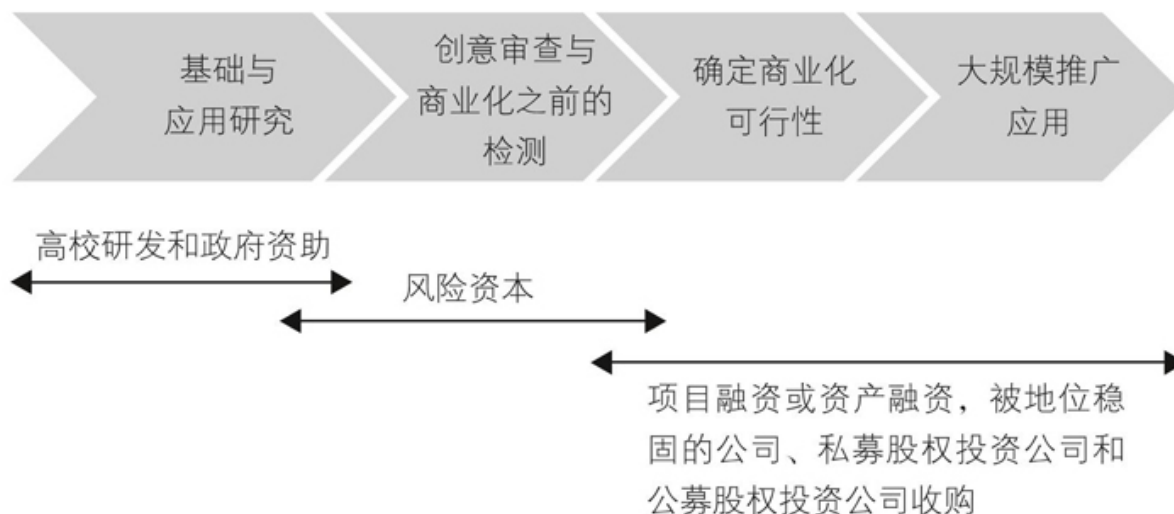 基础与
应用研究
创意审查与
商业化之前的
检测
确定商业化
可行性
大规模推广
应用
高校研发和政府资助
风险资本
项目融资或资产融资，被地位稳
固的公司、私募股权投资公司和
公募股权投资公司收购